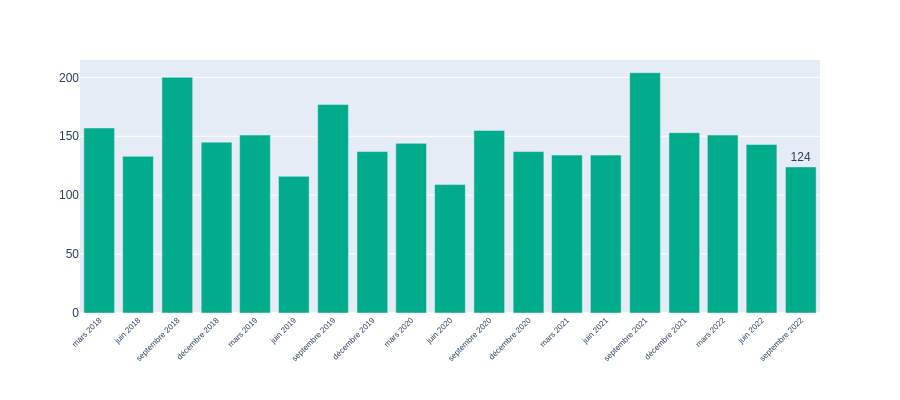 200
150
100
50
0
124
mars 2018
juin 2018
septembre 2018
décembre 2018
mars 2019
juin 2019
septembre 2019
décembre 2019
mars 2020
juin 2020
septembre 2020
décembre 2020
mars 2021
juin 2021
septembre 2021
décembre 2021
mars 2022
juin 2022
septembre 2022